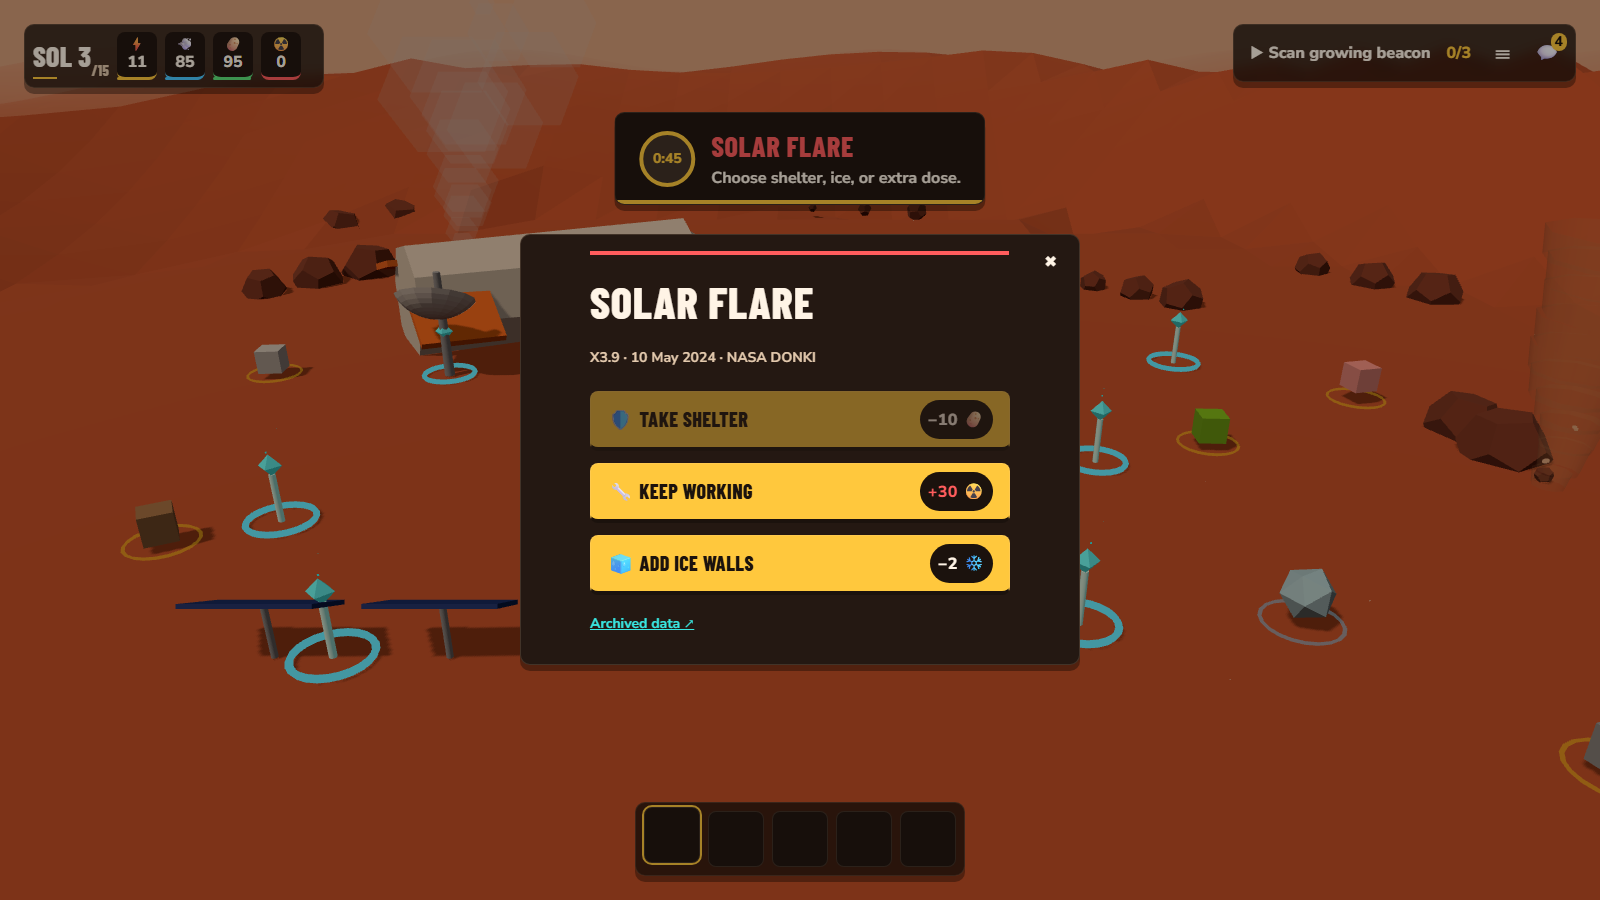 SOL 3/15
11
85
95
0
Scan growing beacon 0/3
4
0:45
SOLAR FLARE
Choose shelter, ice, or extra dose.
SOLAR FLARE
X3.9 · 10 May 2024 · NASA DONKI
TAKE SHELTER −10
KEEP WORKING +30
ADD ICE WALLS −2
Archived data ↗